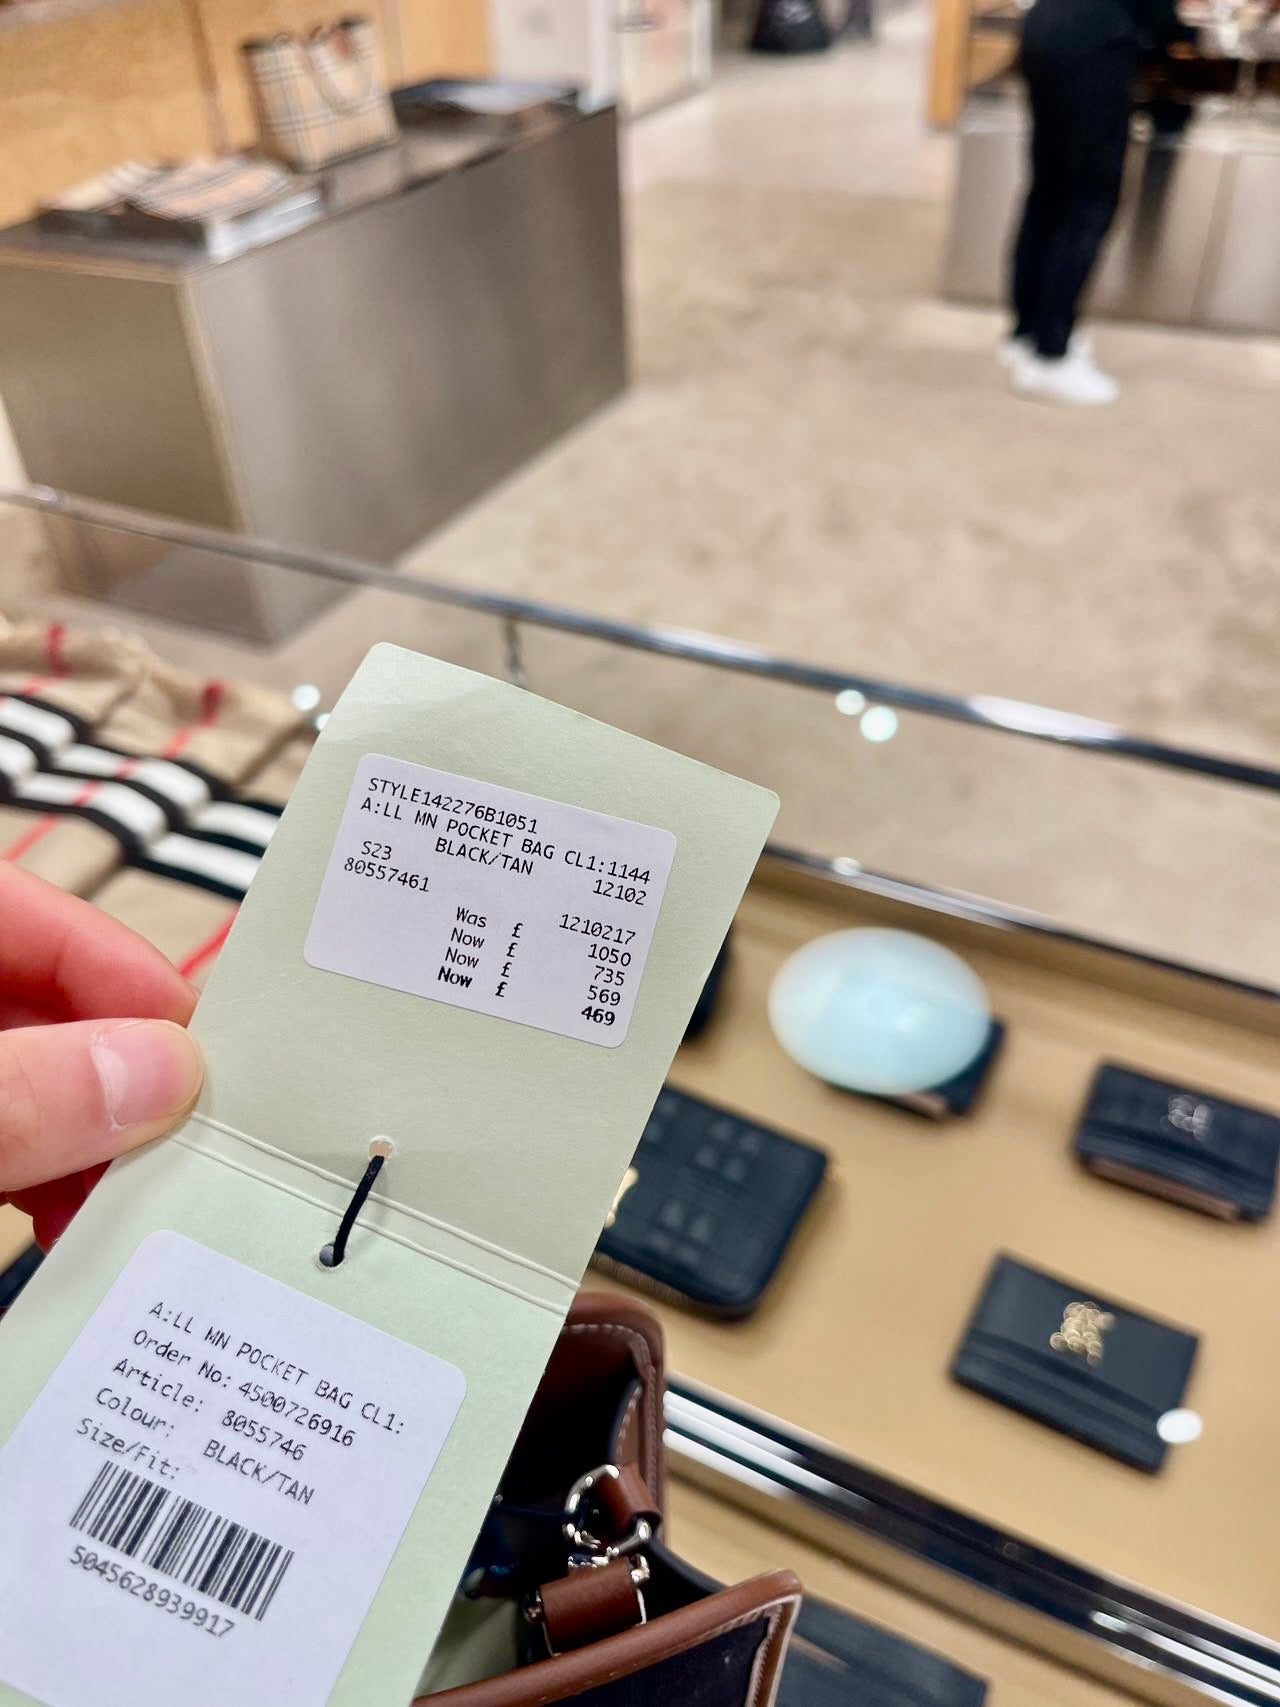 STYLE142276B1051
A:LL MN POCKET BAG CL1:1144
S23 BLACK/TAN 12102
80557461
1210217
Was £ 1050
Now £ 735
Now £ 569
Now £ 469
A:LL MN POCKET BAG CL1:
Order No: 4500726916
Article: 8055746
Colour: BLACK/TAN
Size/Fit:
5045628939917